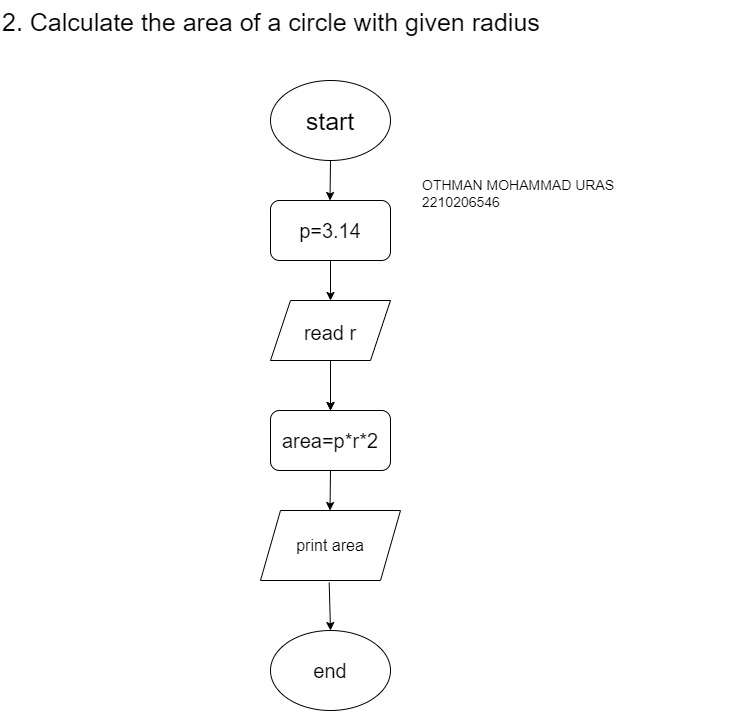 2. Calculate the area of a circle with given radius
start
OTHMAN MOHAMMAD URAS
2210206546
p=3.14
read r
area=p*r*2
print area
end